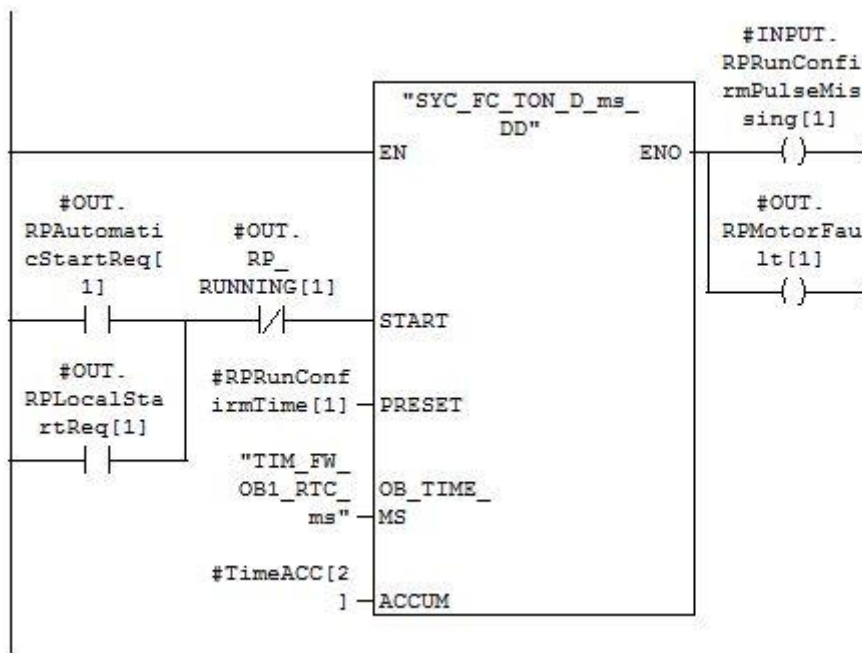 #INPUT.
RPRunConfi
rmPulseMis
sing[1]
"SYC_FC_TON_D_ms_
DD"
EN
ENO
#OUT.
RPAutomati
cStartReq[
1]
#OUT.
RP_
RUNNING[1]
#OUT.
RPMotorFau
lt[1]
START
#OUT.
RPLocalSta
rtReq[1]
#RPRunConf
irmTime[1]
PRESET
"TIM_FW_
OB1_RTC_
ms"
OB_TIME_
MS
#TimeACC[2
]
ACCUM